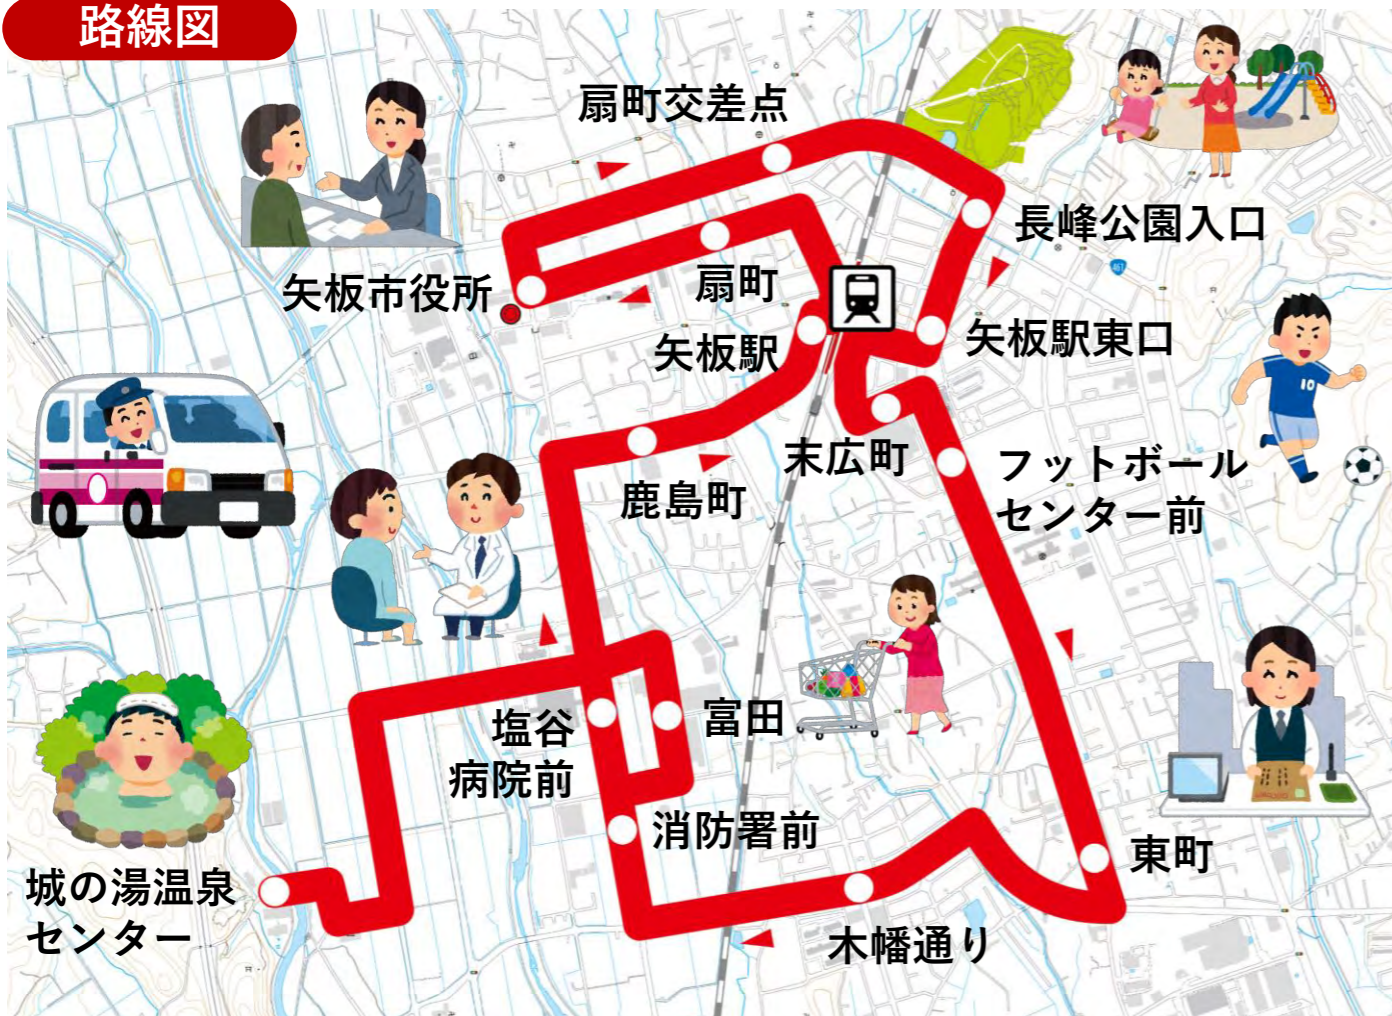 路線図
扇町交差点
長峰公園入口
461
矢板市役所
扇町
矢板駅
矢板駅東口
10
末広町
フットボール
センター前
鹿島町
塩谷
病院前
富田
消防署前
東町
城の湯温泉
センター
木幡通り